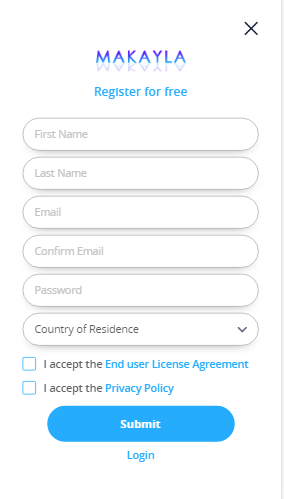 MAKAYLA
Register for free
First Name
Last Name
Email
Confirm Email
Password
Country of Residence
I accept the End user License Agreement
I accept the Privacy Policy
Submit
Login